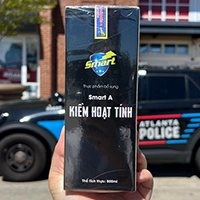 Smart
Thực phẩm bổ sung
Smart A
KIỀM HOẠT TÍNH
Thể tích thực: 500ml
ATLANTA
POLICE